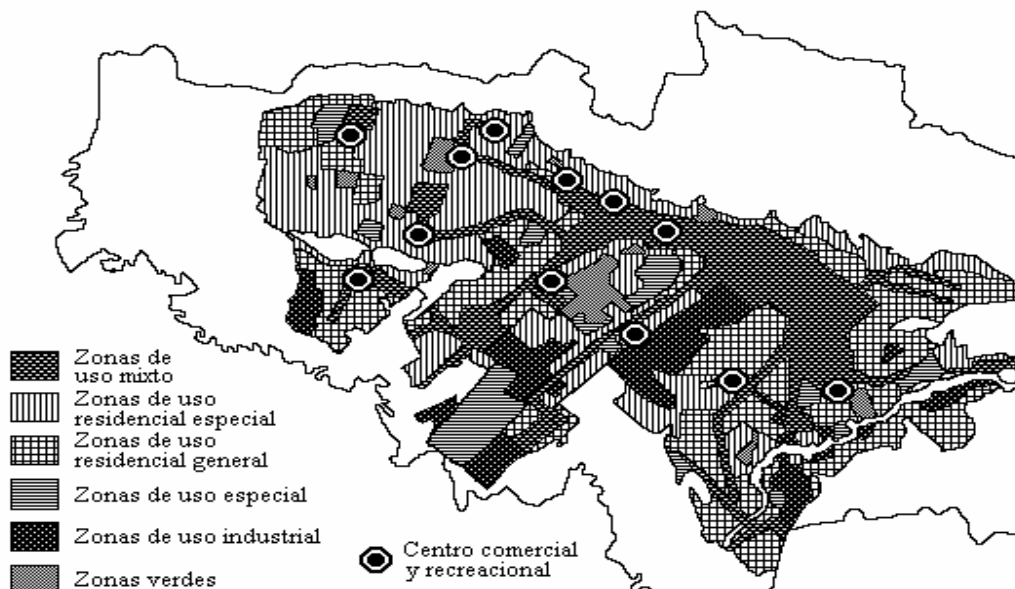 Zonas de
uso mixto
Zonas de uso
residencial especial
Zonas de uso
residencial general
Zonas de uso especial
Zonas de uso industrial
Zonas verdes
Centro comercial
y recreacional